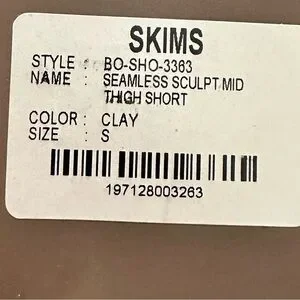 SKIMS
STYLE : BO-SHO-3363
NAME : SEAMLESS SCULPT MID
THIGH SHORT
COLOR : CLAY
SIZE : S
197128003263